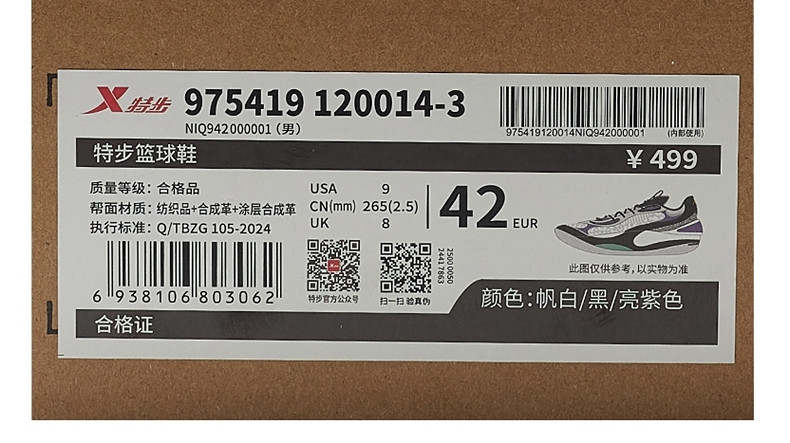 特步 975419 120014-3
NIQ942000001（男）
975419120014NIQ942000001 (内部使用)
特步篮球鞋 ￥499
质量等级: 合格品
帮面材质: 纺织品+合成革+涂层合成革
执行标准: Q/TBZG 105-2024
USA 9
CN(mm) 265(2.5)
UK 8
42 EUR
此图仅供参考,以实物为准
6 938106 803062
特步官方公众号
扫一扫 验真伪
2500 0050
2441 7863
颜色:帆白/黑/亮紫色
合格证